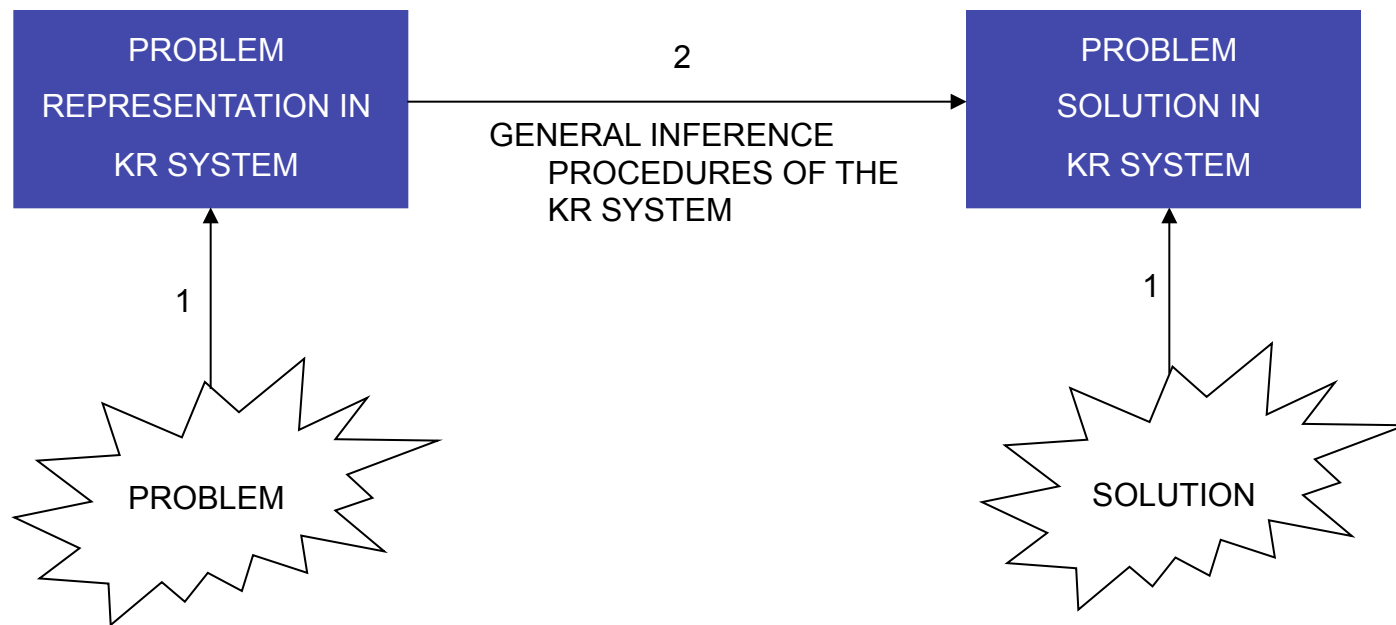 PROBLEM
REPRESENTATION IN
KR SYSTEM
2
GENERAL INFERENCE
PROCEDURES OF THE
KR SYSTEM
PROBLEM
SOLUTION IN
KR SYSTEM
1
1
PROBLEM
SOLUTION